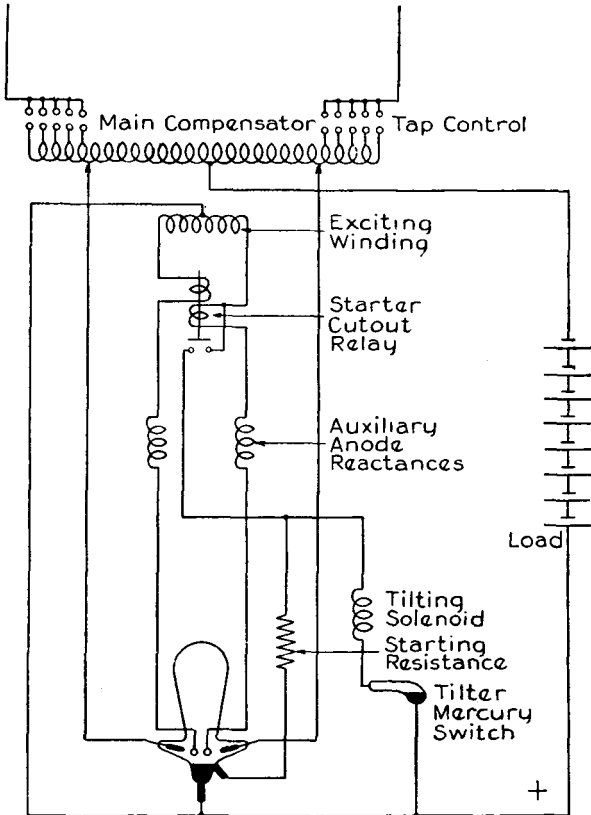 Main Compensator
Tap Control
Exciting
Winding
Starter
Cutout
Relay
Auxiliary
Anode
Reactances
Load
Tilting
Solenoid
Starting
Resistance
Tilter
Mercury
Switch
+